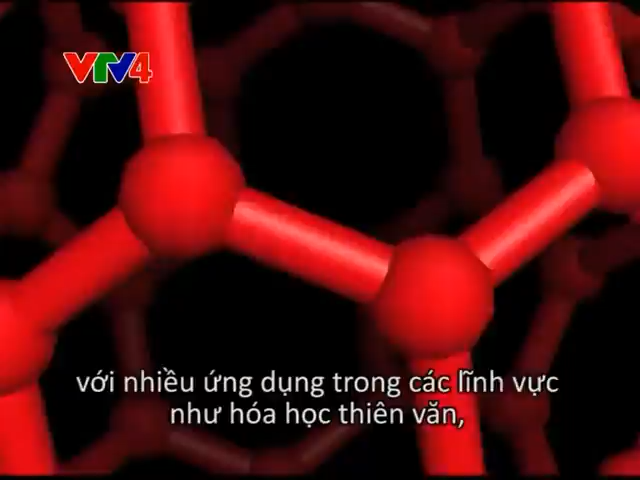 VTV4
với nhiều ứng dụng trong các lĩnh vực
như hóa học thiên văn,